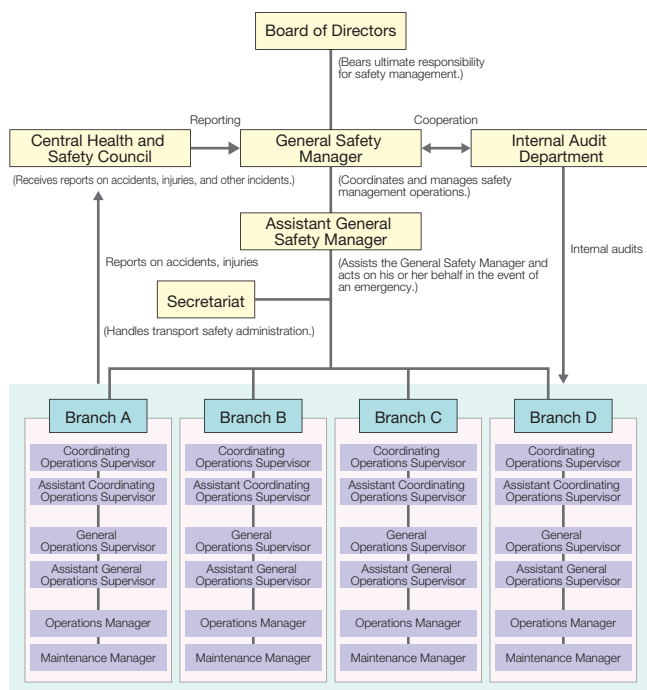 Board of Directors
(Bears ultimate responsibility
for safety management.)
Reporting
Cooperation
Central Health and
Safety Council
General Safety
Manager
Internal Audit
Department
(Receives reports on accidents, injuries, and other incidents.)
(Coordinates and manages safety
management operations.)
Assistant General
Safety Manager
Internal audits
Reports on accidents, injuries
(Assists the General Safety Manager and
acts on his or her behalf in the event of
an emergency.)
Secretariat
(Handles transport safety administration.)
Branch A
Coordinating
Operations Supervisor
Assistant Coordinating
Operations Supervisor
General
Operations Supervisor
Assistant General
Operations Supervisor
Operations Manager
Maintenance Manager
Branch B
Coordinating
Operations Supervisor
Assistant Coordinating
Operations Supervisor
General
Operations Supervisor
Assistant General
Operations Supervisor
Operations Manager
Maintenance Manager
Branch C
Coordinating
Operations Supervisor
Assistant Coordinating
Operations Supervisor
General
Operations Supervisor
Assistant General
Operations Supervisor
Operations Manager
Maintenance Manager
Branch D
Coordinating
Operations Supervisor
Assistant Coordinating
Operations Supervisor
General
Operations Supervisor
Assistant General
Operations Supervisor
Operations Manager
Maintenance Manager